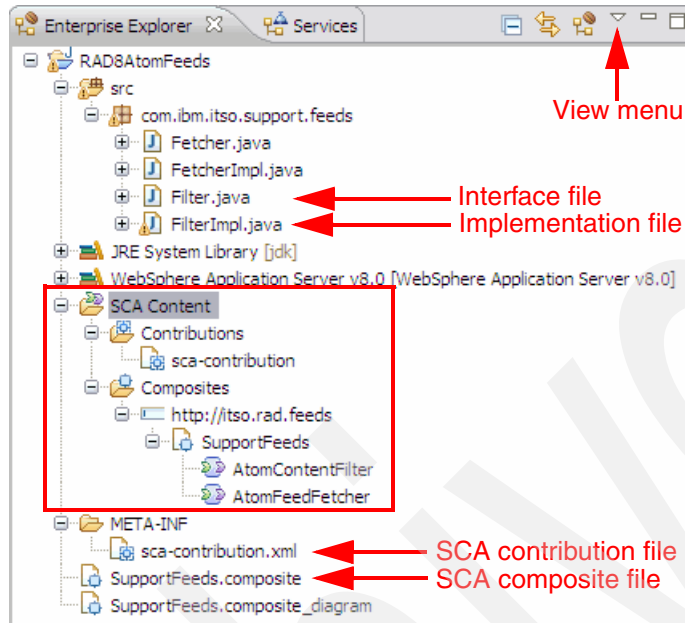 Enterprise Explorer Services
RAD8AtomFeeds
src
View menu
com.ibm.itso.support.feeds
Fetcher.java
FetcherImpl.java
Filter.java Interface file
FilterImpl.java Implementation file
JRE System Library [jdk]
WebSphere Application Server v8.0 [WebSphere Application Server v8.0]
SCA Content
Contributions
sca-contribution
Composites
http://itso.rad.feeds
SupportFeeds
AtomContentFilter
AtomFeedFetcher
META-INF
sca-contribution.xml SCA contribution file
SupportFeeds.composite SCA composite file
SupportFeeds.composite_diagram